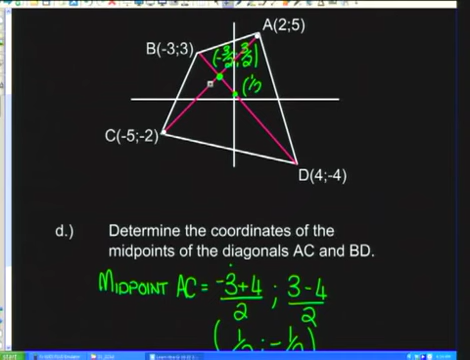 A(2;5)
B(-3;3)
(-3/2; 3/2)
(1/2
C(-5;-2)
D(4;-4)
d.) Determine the coordinates of the
midpoints of the diagonals AC and BD.
MIDPOINT AC = -3+4/2 ; 3-4/2
(1/2 ; -1/2)
start